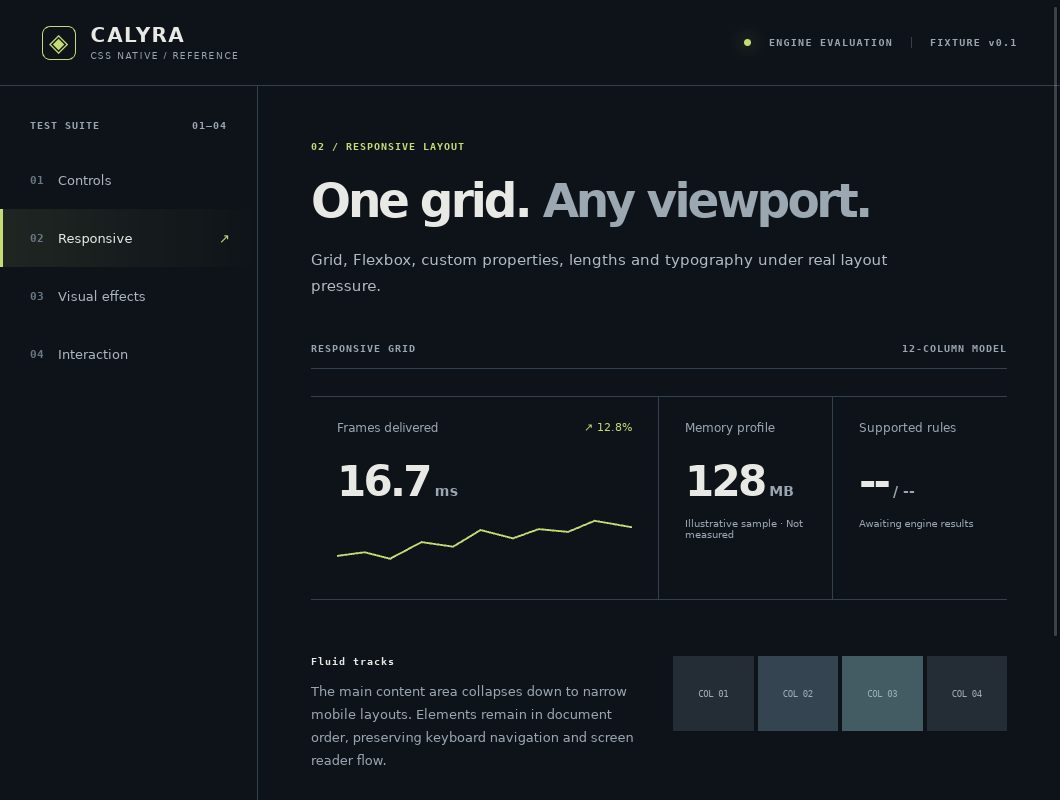 CALYRA
CSS NATIVE / REFERENCE
ENGINE EVALUATION
FIXTURE v0.1
TEST SUITE 01—04
01 Controls
02 Responsive ↗
03 Visual effects
04 Interaction
02 / RESPONSIVE LAYOUT
One grid. Any viewport.
Grid, Flexbox, custom properties, lengths and typography under real layout
pressure.
RESPONSIVE GRID 12-COLUMN MODEL
Frames delivered ↗ 12.8%
16.7 ms
Memory profile
128 MB
Illustrative sample · Not
measured
Supported rules
-- / --
Awaiting engine results
Fluid tracks
The main content area collapses down to narrow
mobile layouts. Elements remain in document
order, preserving keyboard navigation and screen
reader flow.
COL 01
COL 02
COL 03
COL 04